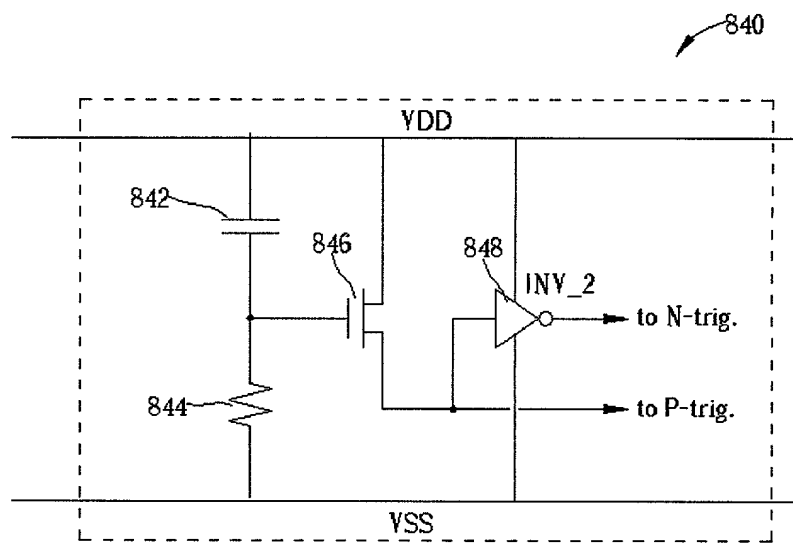 840
VDD
842
846
848
INV_2
to N-trig.
844
to P-trig.
VSS